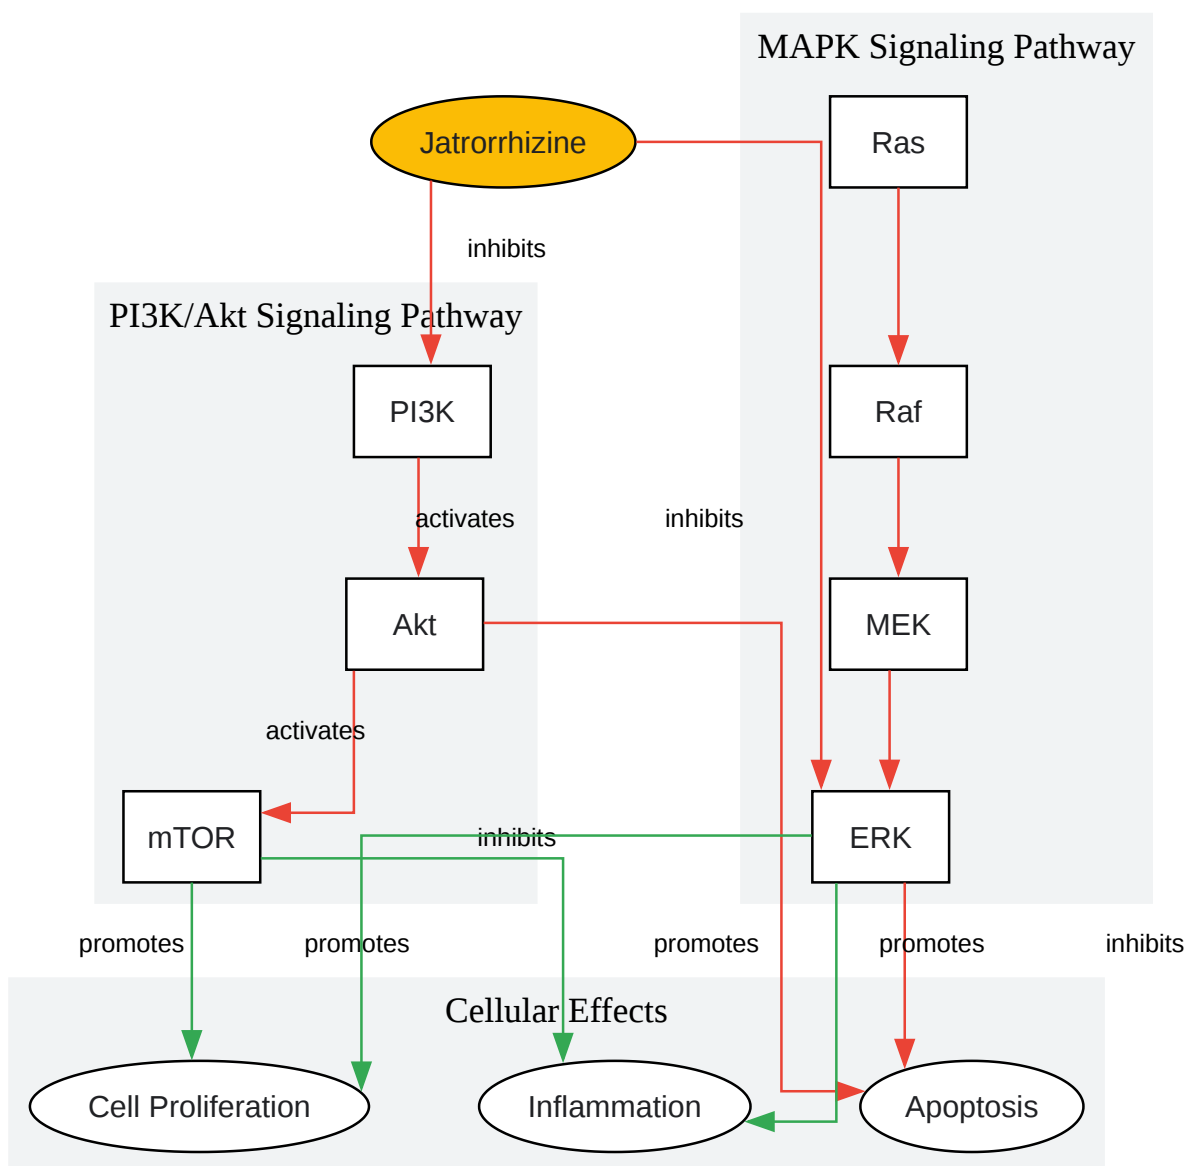 MAPK Signaling Pathway
Jatrorrhizine
Ras
inhibits
PI3K/Akt Signaling Pathway
PI3K
Raf
activates
inhibits
Akt
MEK
activates
mTOR
inhibits
ERK
promotes
promotes
promotes
promotes
inhibits
Cellular Effects
Cell Proliferation
Inflammation
Apoptosis